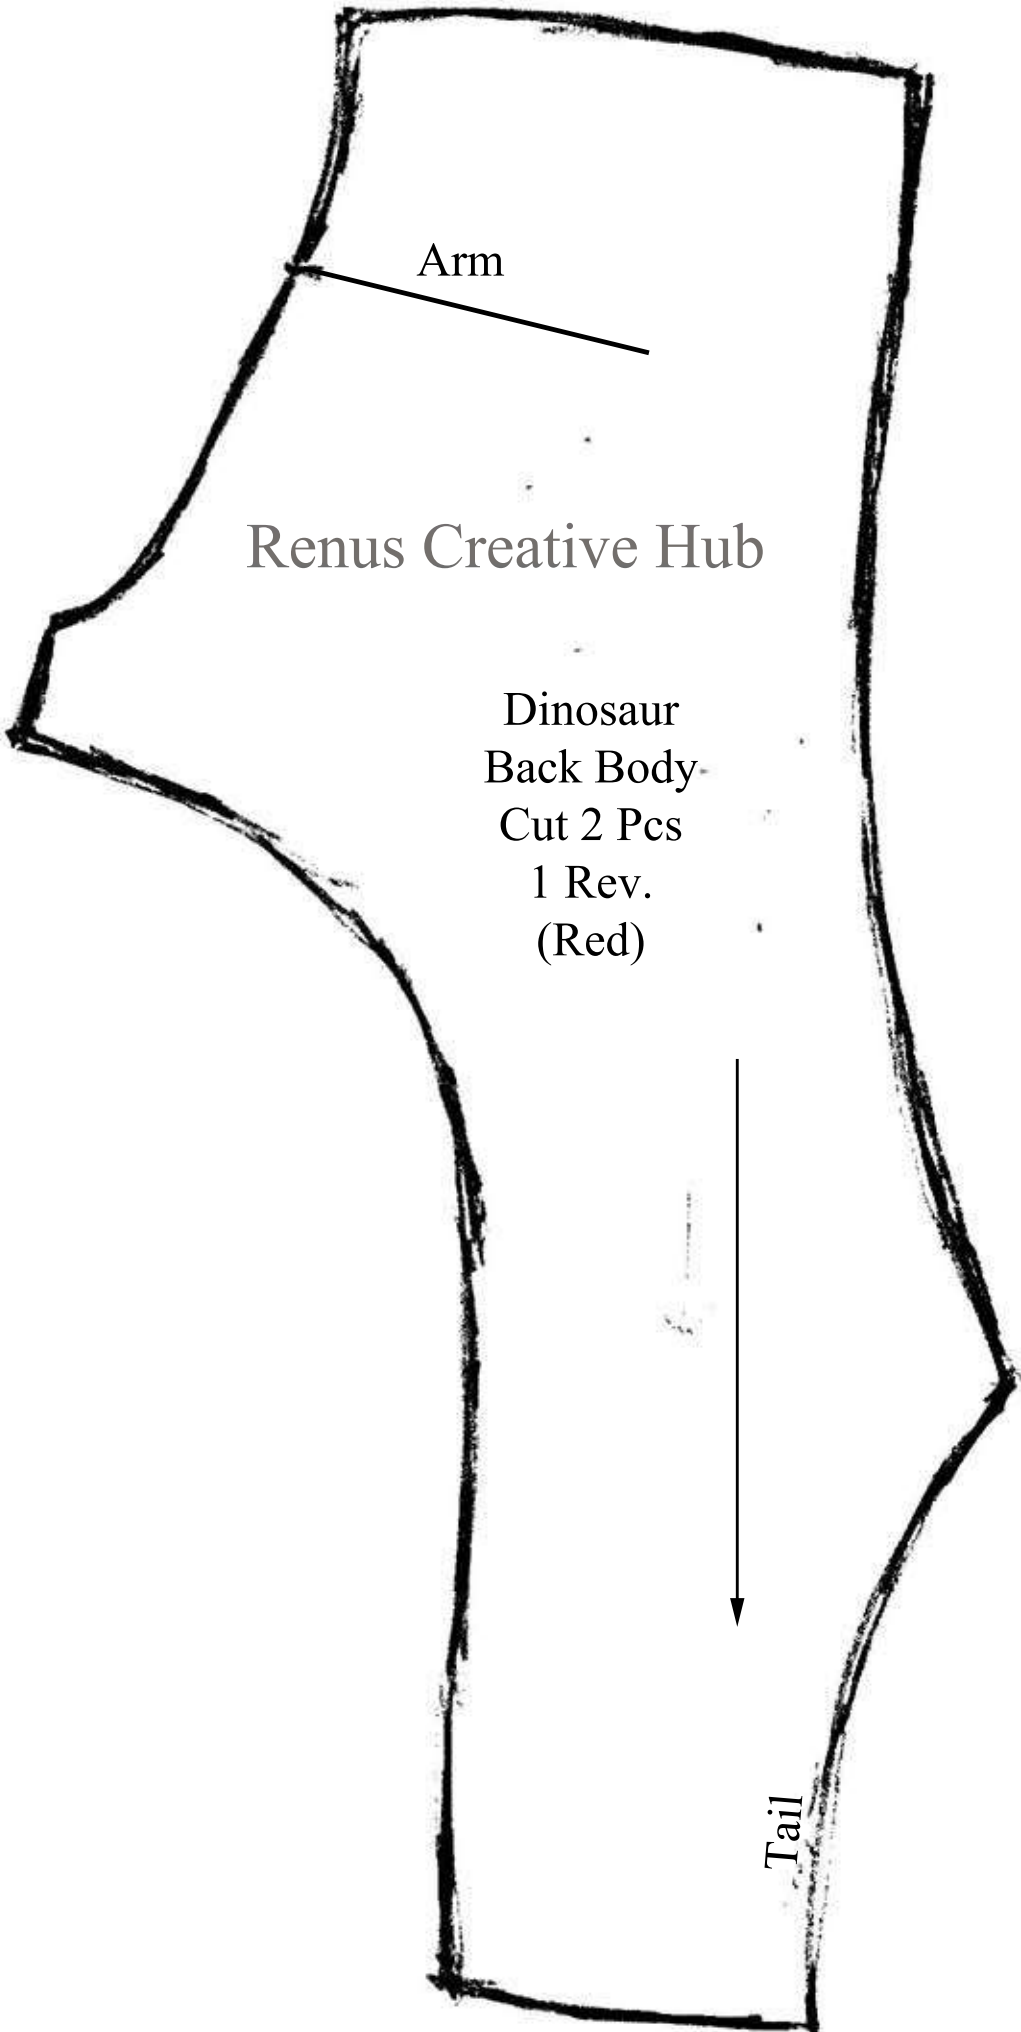 Arm
Renus Creative Hub
Dinosaur
Back Body
Cut 2 Pcs
1 Rev.
(Red)
Tail